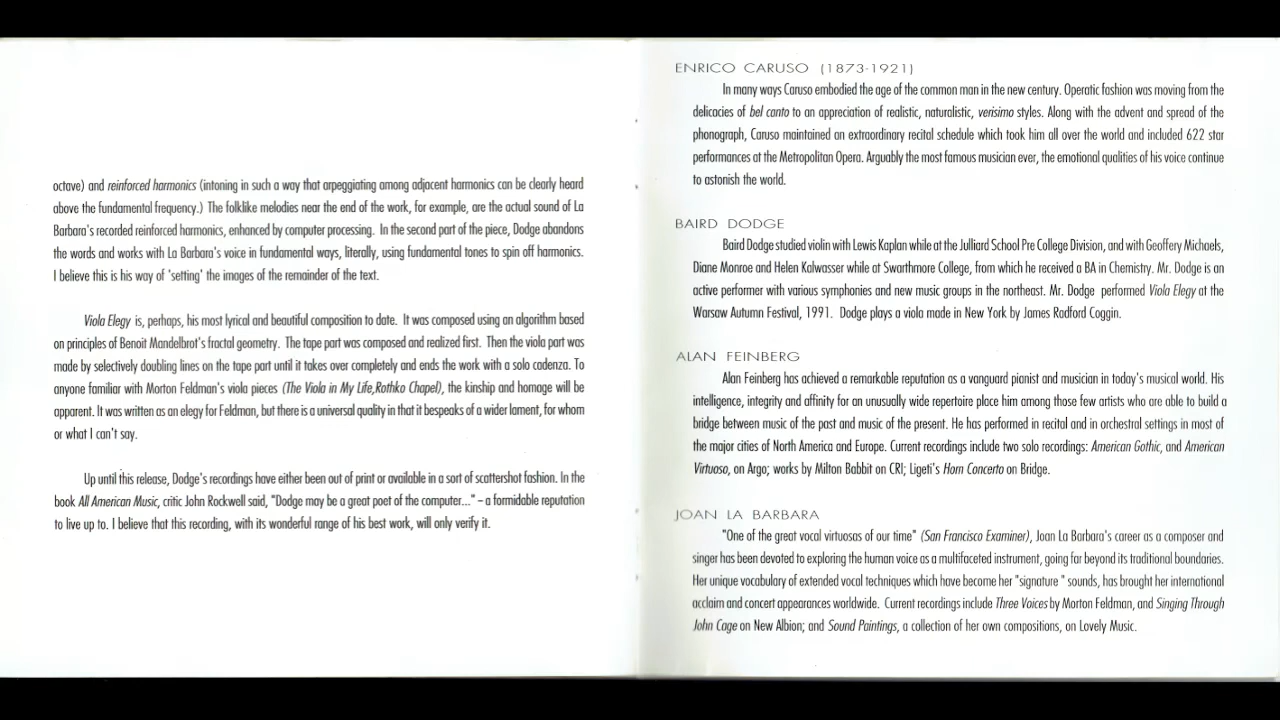 octave) and reinforced harmonics (intoning in such a way that arpeggiating among adjacent harmonics can be clearly heard
above the fundamental frequency.) The folklike melodies near the end of the work, for example, are the actual sound of La
Barbara's recorded reinforced harmonics, enhanced by computer processing. In the second part of the piece, Dodge abandons
the words and works with La Barbara's voice in fundamental ways, literally, using fundamental tones to spin off harmonics.
I believe this is his way of 'setting' the images of the remainder of the text.
Viola Elegy is, perhaps, his most lyrical and beautiful composition to date. It was composed using an algorithm based
on principles of Benoit Mandelbrot's fractal geometry. The tape part was composed and realized first. Then the viola part was
made by selectively doubling lines on the tape part until it takes over completely and ends the work with a solo cadenza. To
anyone familiar with Morton Feldman's viola pieces (The Viola in My Life,Rothko Chapel), the kinship and homage will be
apparent. It was written as an elegy for Feldman, but there is a universal quality in that it bespeaks of a wider lament, for whom
or what I can't say.
Up until this release, Dodge's recordings have either been out of print or available in a sort of scattershot fashion. In the
book All American Music, critic John Rockwell said, "Dodge may be a great poet of the computer..." – a formidable reputation
to live up to. I believe that this recording, with its wonderful range of his best work, will only verify it.
ENRICO CARUSO (1873-1921)
In many ways Caruso embodied the age of the common man in the new century. Operatic fashion was moving from the
delicacies of bel canto to an appreciation of realistic, naturalistic, verisimo styles. Along with the advent and spread of the
phonograph, Caruso maintained an extraordinary recital schedule which took him all over the world and included 622 star
performances at the Metropolitan Opera. Arguably the most famous musician ever, the emotional qualities of his voice continue
to astonish the world.
BAIRD DODGE
Baird Dodge studied violin with Lewis Kaplan while at the Julliard School Pre College Division, and with Geoffery Michaels,
Diane Monroe and Helen Kalwasser while at Swarthmore College, from which he received a BA in Chemistry. Mr. Dodge is an
active performer with various symphonies and new music groups in the northeast. Mr. Dodge performed Viola Elegy at the
Warsaw Autumn Festival, 1991. Dodge plays a viola made in New York by James Radford Coggin.
ALAN FEINBERG
Alan Feinberg has achieved a remarkable reputation as a vanguard pianist and musician in today's musical world. His
intelligence, integrity and affinity for an unusually wide repertoire place him among those few artists who are able to build a
bridge between music of the past and music of the present. He has performed in recital and in orchestral settings in most of
the major cities of North America and Europe. Current recordings include two solo recordings: American Gothic, and American
Virtuoso, on Argo; works by Milton Babbit on CRI; Ligeti's Horn Concerto on Bridge.
JOAN LA BARBARA
"One of the great vocal virtuosas of our time" (San Francisco Examiner), Joan La Barbara's career as a composer and
singer has been devoted to exploring the human voice as a multifaceted instrument, going far beyond its traditional boundaries.
Her unique vocabulary of extended vocal techniques which have become her "signature " sounds, has brought her international
acclaim and concert appearances worldwide. Current recordings include Three Voices by Morton Feldman, and Singing Through
John Cage on New Albion; and Sound Paintings, a collection of her own compositions, on Lovely Music.